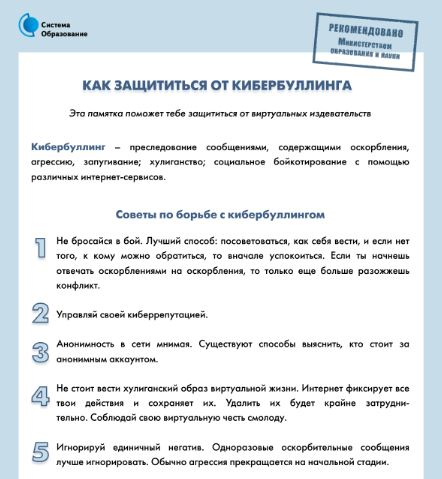 Система
Образование
РЕКОМЕНДОВАНО
Министерством
образования и науки
КАК ЗАЩИТИТЬСЯ ОТ КИБЕРБУЛЛИНГА
Эта памятка поможет тебе защититься от виртуальных издевательств
Кибербуллинг – преследование сообщениями, содержащими оскорбления,
агрессию, запугивание; хулиганство; социальное бойкотирование с помощью
различных интернет-сервисов.
Советы по борьбе с кибербуллингом
1 Не бросайся в бой. Лучший способ: посоветоваться, как себя вести, и если нет
того, к кому можно обратиться, то вначале успокоиться. Если ты начнешь
отвечать оскорблениями на оскорбления, то только еще больше разожжешь
конфликт.
2 Управляй своей киберрепутацией.
3 Анонимность в сети мнимая. Существуют способы выяснить, кто стоит за
анонимным аккаунтом.
4 Не стоит вести хулиганский образ виртуальной жизни. Интернет фиксирует все
твои действия и сохраняет их. Удалить их будет крайне затрудни-
тельно. Соблюдай свою виртуальную честь смолоду.
5 Игнорируй единичный негатив. Одноразовые оскорбительные сообщения
лучше игнорировать. Обычно агрессия прекращается на начальной стадии.